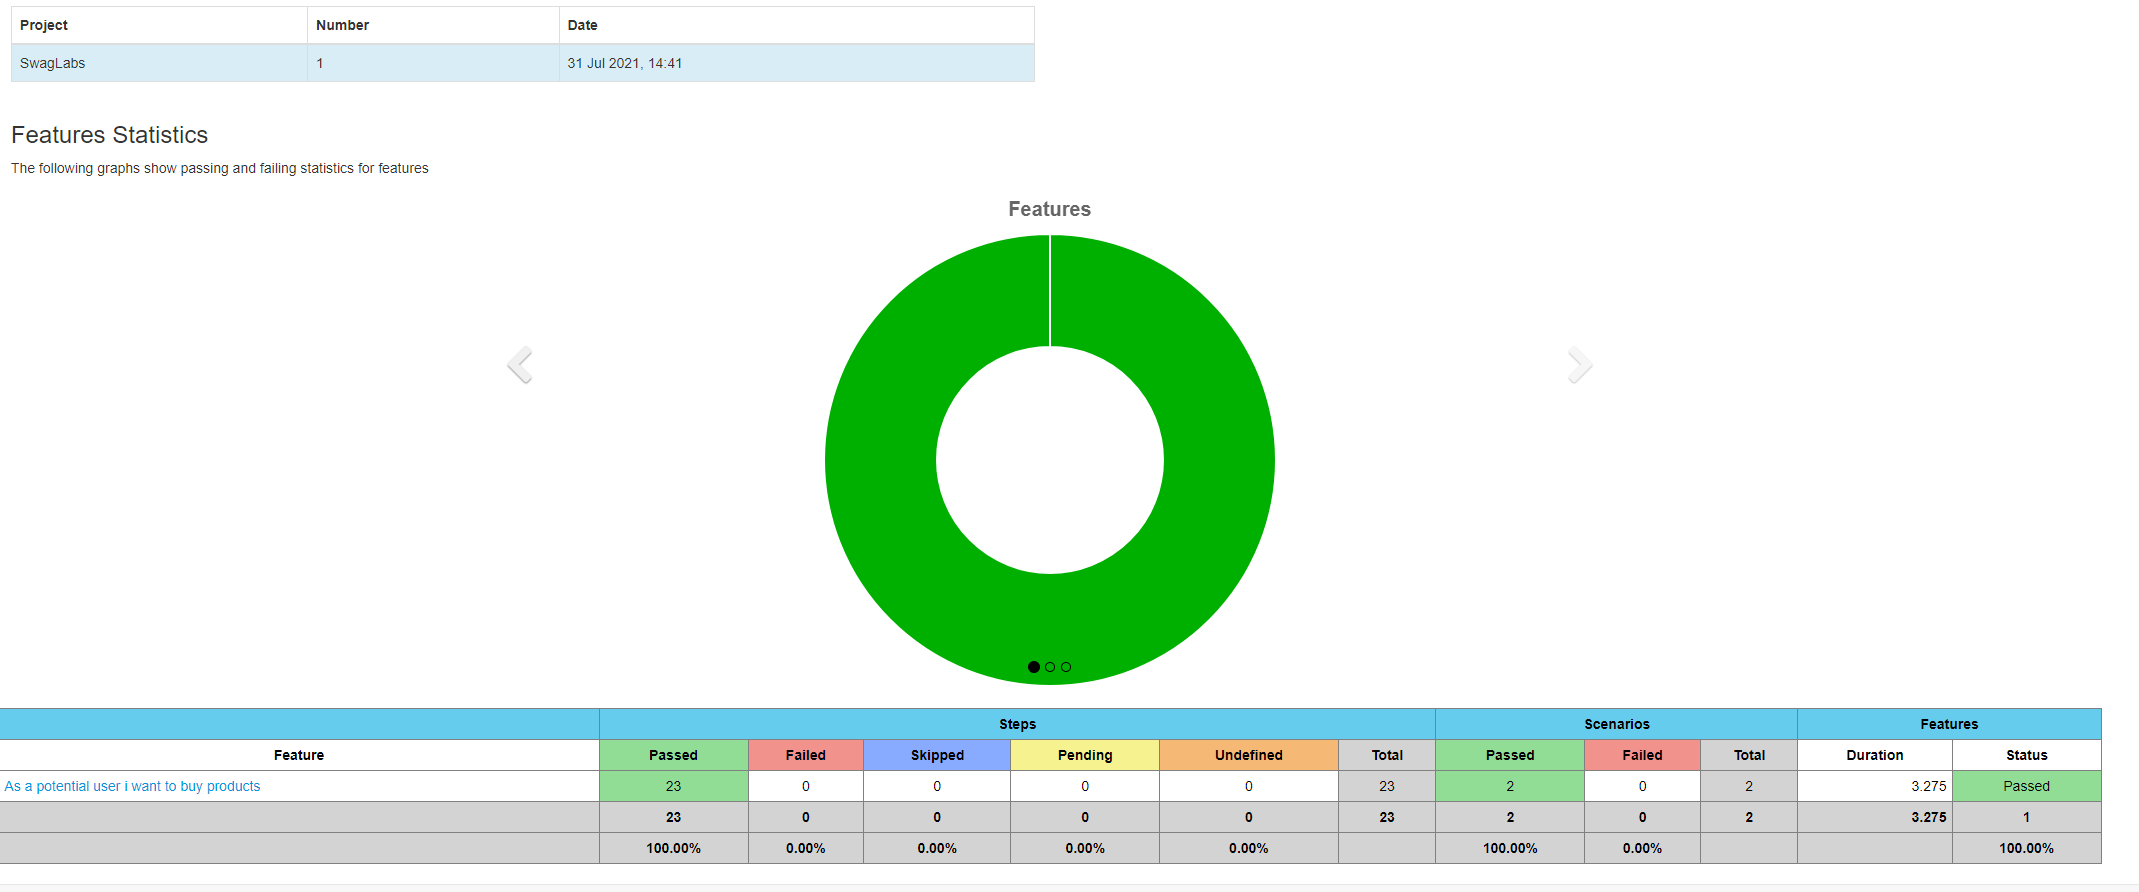 Project Number Date
SwagLabs 1 31 Jul 2021, 14:41
Features Statistics
The following graphs show passing and failing statistics for features
Features
Steps Scenarios Features
Feature Passed Failed Skipped Pending Undefined Total Passed Failed Total Duration Status
As a potential user i want to buy products 23 0 0 0 0 23 2 0 2 3.275 Passed
23 0 0 0 0 23 2 0 2 3.275 1
100.00% 0.00% 0.00% 0.00% 0.00% 100.00% 0.00% 100.00%